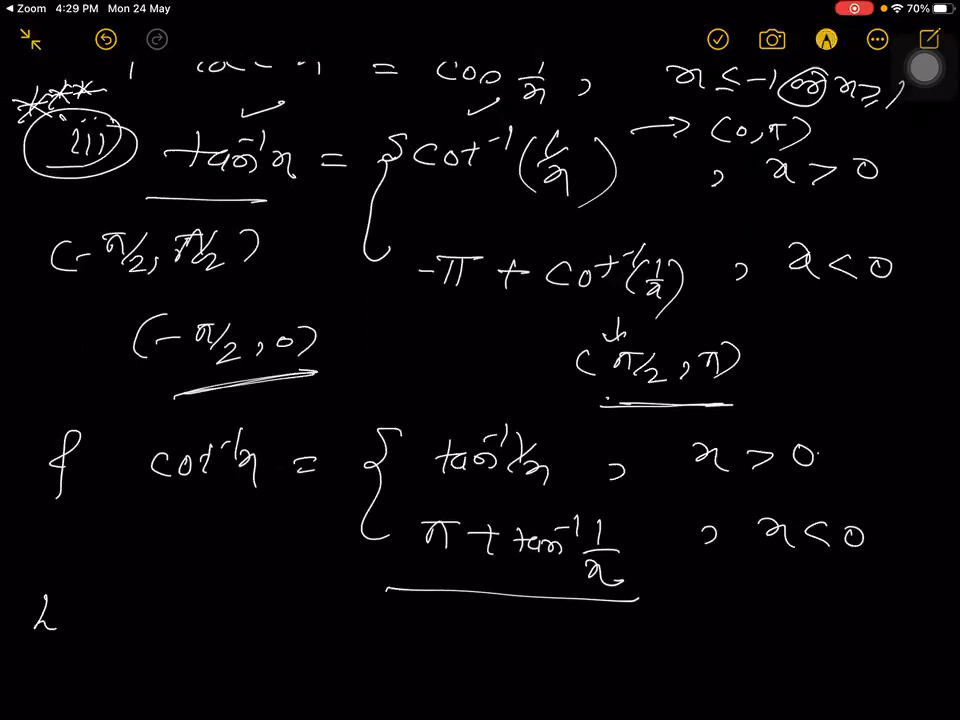 Zoom 4:29 PM Mon 24 May 70%
= cos 1/x , x ≤ -1 or x ≥ 1
*** iii) tan⁻¹x = { cot⁻¹(1/x) → (0, π) , x > 0
(-π/2, π/2)
-π + cot⁻¹(1/x) , x < 0
(-π/2, 0) (π/2, π)
f cot⁻¹x = { tan⁻¹1/x , x > 0
π + tan⁻¹ 1/x , x < 0